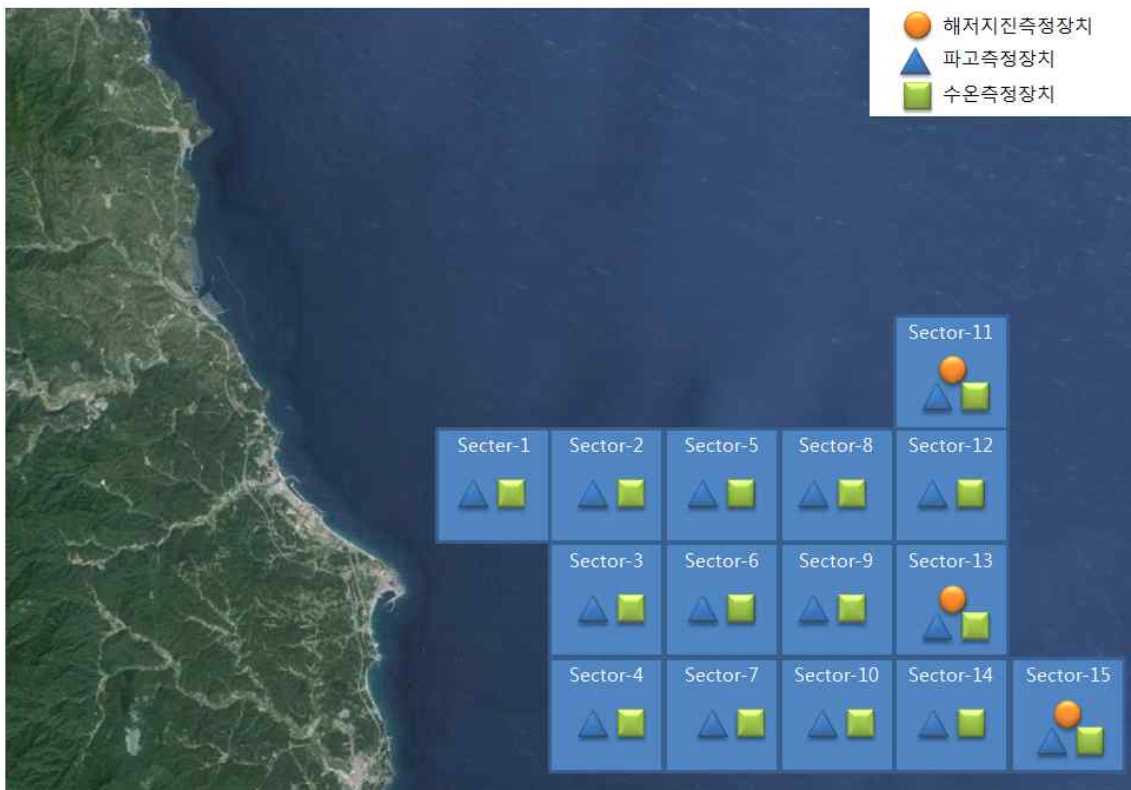 해저지진측정장치
파고측정장치
수온측정장치
Sector-11
Secter-1
Sector-2
Sector-5
Sector-8
Sector-12
Sector-3
Sector-6
Sector-9
Sector-13
Sector-4
Sector-7
Sector-10
Sector-14
Sector-15